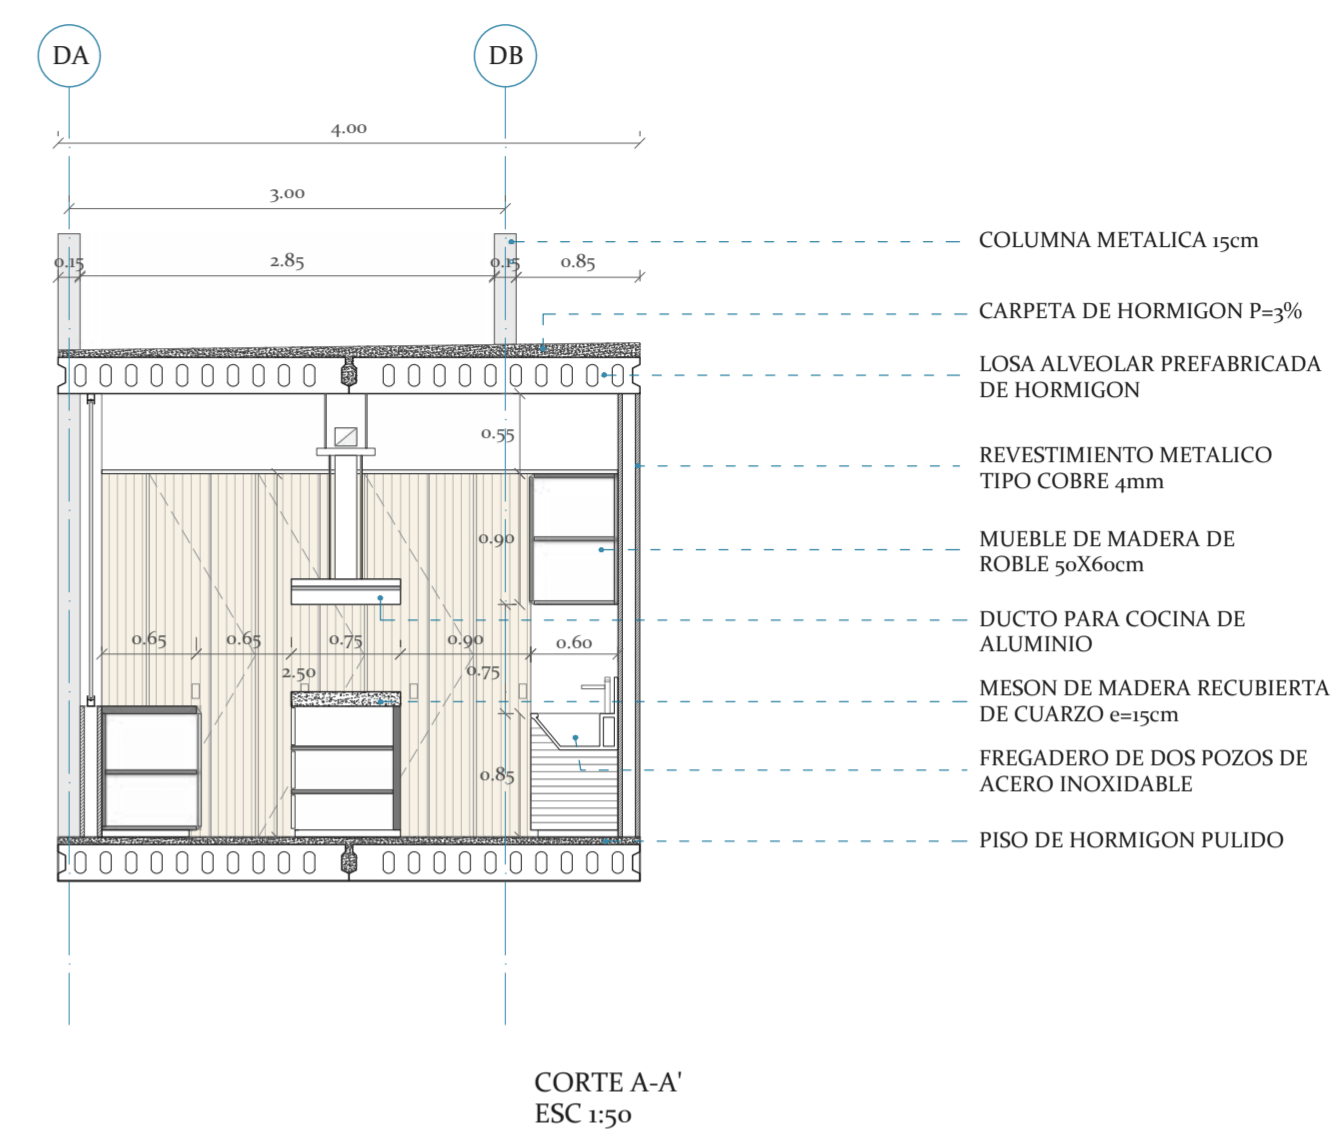 DA
DB
4.00
3.00
0.15
2.85
0.15
0.85
COLUMNA METALICA 15cm
CARPETA DE HORMIGON P=3%
LOSA ALVEOLAR PREFABRICADA
DE HORMIGON
0.55
REVESTIMIENTO METALICO
TIPO COBRE 4mm
0.90
MUEBLE DE MADERA DE
ROBLE 50X60cm
DUCTO PARA COCINA DE
ALUMINIO
0.65
0.65
0.75
0.90
0.60
2.50
0.75
MESON DE MADERA RECUBIERTA
DE CUARZO e=15cm
0.85
FREGADERO DE DOS POZOS DE
ACERO INOXIDABLE
PISO DE HORMIGON PULIDO
CORTE A-A'
ESC 1:50